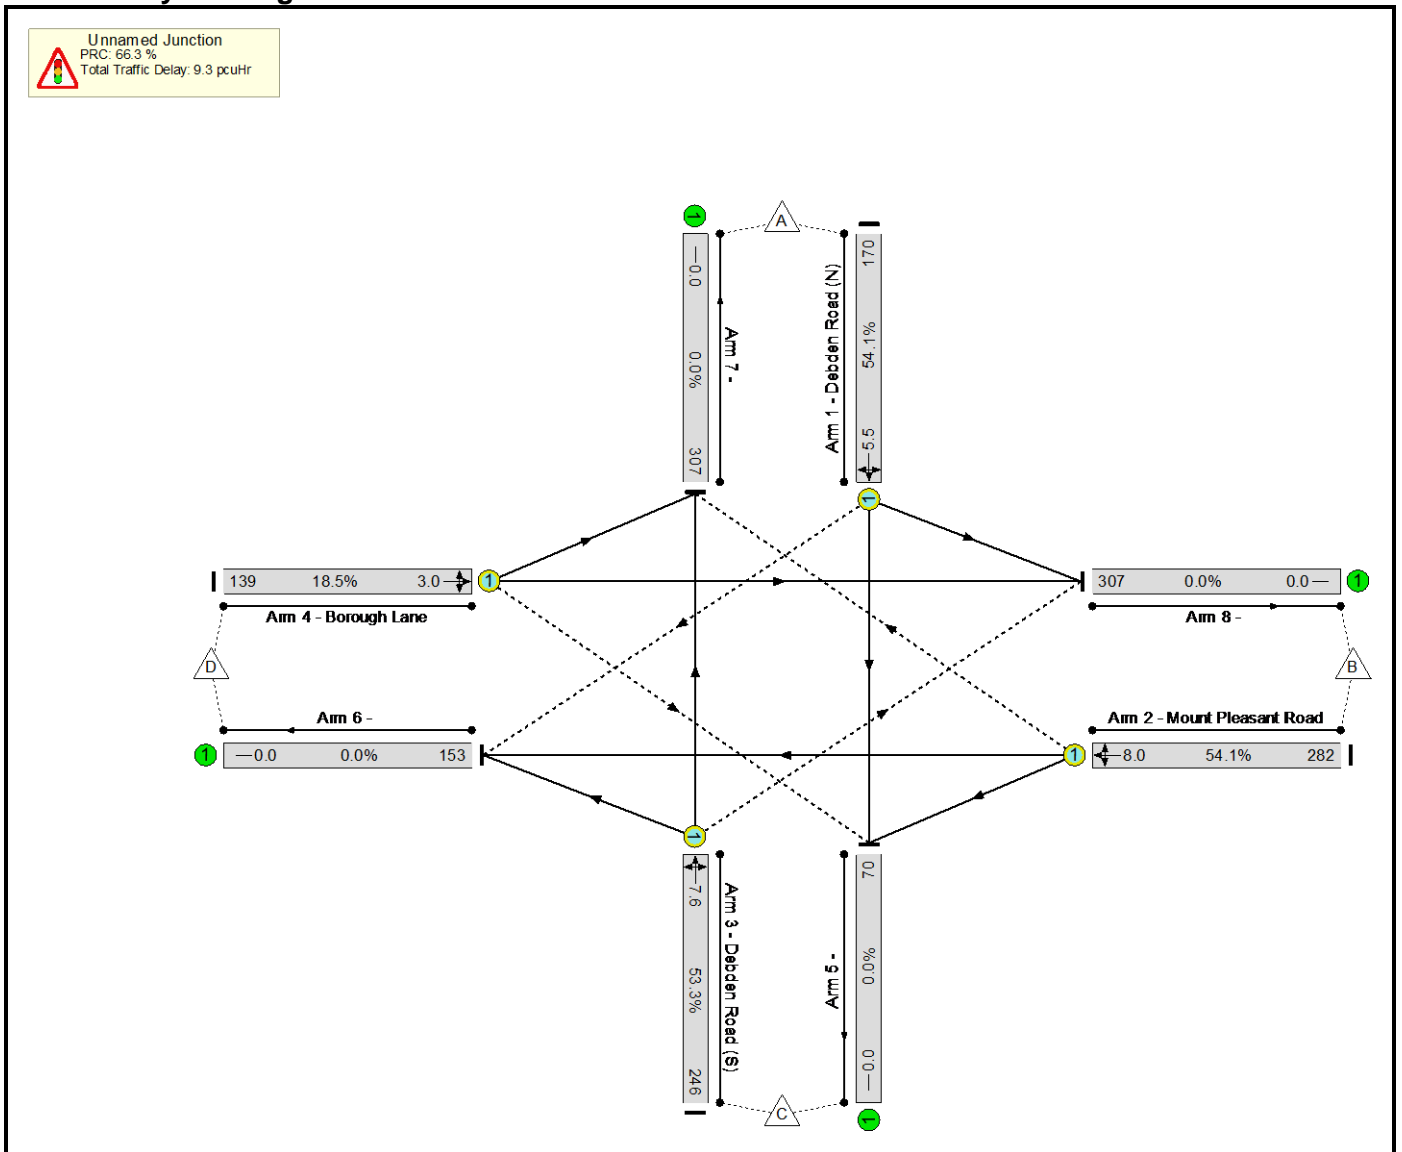 Unnamed Junction
PRC: 66.3 %
Total Traffic Delay: 9.3 pcuHr
A
1
—0.0 0.0% 307
Arm 7 -
Arm 1 - Debden Road (N)
170 54.1% 5.5
1
139 18.5% 3.0
1
Arm 4 - Borough Lane
307 0.0% 0.0—
1
Arm 8 -
D
B
Arm 6 -
1
—0.0 0.0% 153
Arm 2 - Mount Pleasant Road
1
8.0 54.1% 282
1
7.6 53.3% 246
Arm 3 - Debden Road (S)
Arm 5 -
70 0.0% 0.0—
C
1